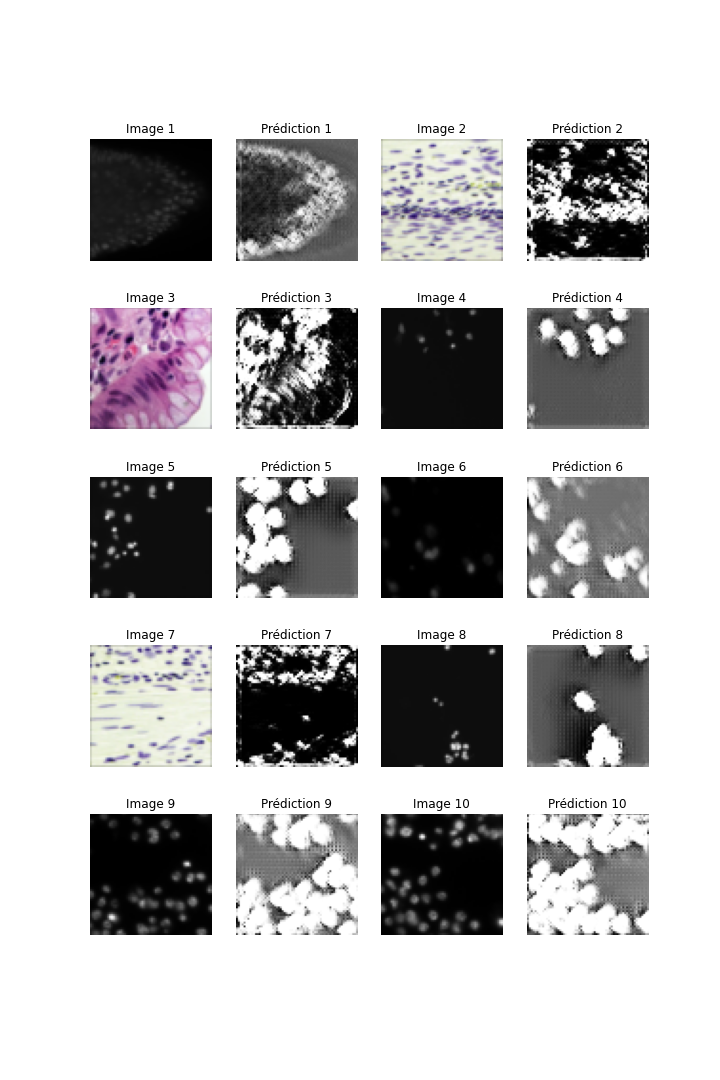 Image 1
Prédiction 1
Image 2
Prédiction 2
Image 3
Prédiction 3
Image 4
Prédiction 4
Image 5
Prédiction 5
Image 6
Prédiction 6
Image 7
Prédiction 7
Image 8
Prédiction 8
Image 9
Prédiction 9
Image 10
Prédiction 10